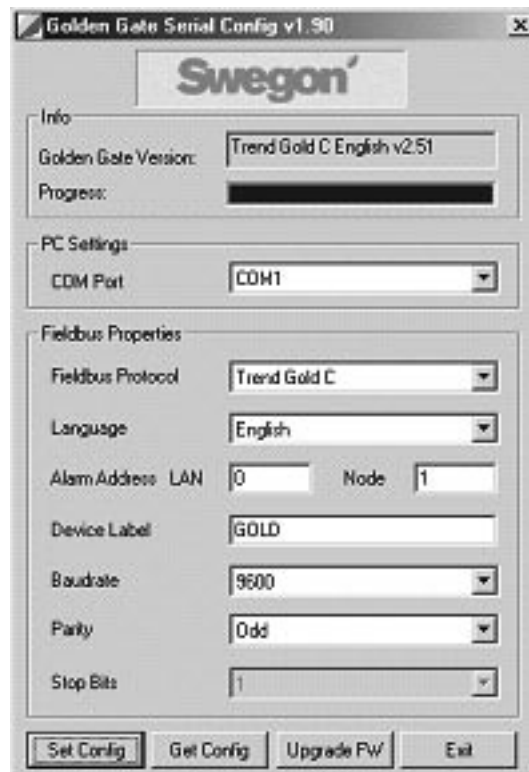 Golden Gate Serial Config v1.90
Swegon
Info
Golden Gate Version: Trend Gold C English v2.51
Progress:
PC Settings
COM Port COM1
Fieldbus Properties
Fieldbus Protocol Trend Gold C
Language English
Alarm Address LAN 0 Node 1
Device Label GOLD
Baudrate 9600
Parity Odd
Stop Bits 1
Set Config Get Config Upgrade FW Exit